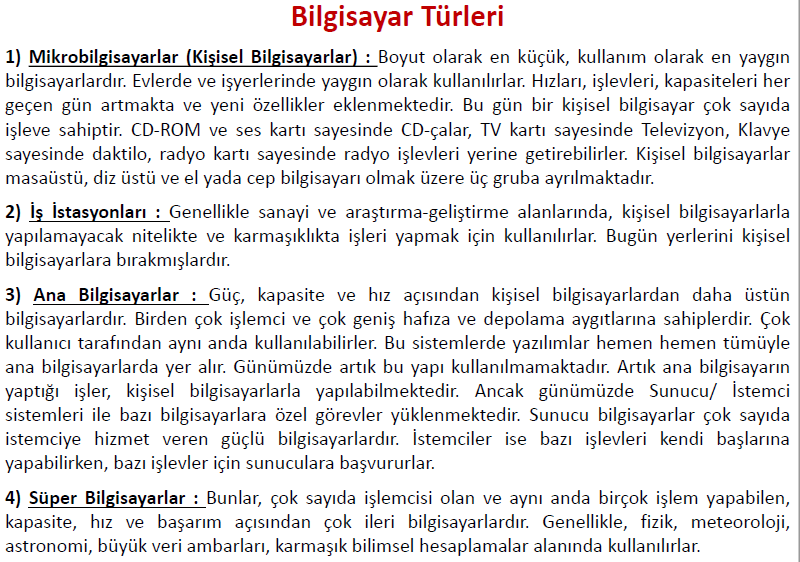 Bilgisayar Türleri
1) Mikrobilgisayarlar (Kişisel Bilgisayarlar) : Boyut olarak en küçük, kullanım olarak en yaygın
bilgisayarlardır. Evlerde ve işyerlerinde yaygın olarak kullanılırlar. Hızları, işlevleri, kapasiteleri her
geçen gün artmakta ve yeni özellikler eklenmektedir. Bu gün bir kişisel bilgisayar çok sayıda
işleve sahiptir. CD-ROM ve ses kartı sayesinde CD-çalar, TV kartı sayesinde Televizyon, Klavye
sayesinde daktilo, radyo kartı sayesinde radyo işlevleri yerine getirebilirler. Kişisel bilgisayarlar
masaüstü, diz üstü ve el yada cep bilgisayarı olmak üzere üç gruba ayrılmaktadır.
2) İş İstasyonları : Genellikle sanayi ve araştırma-geliştirme alanlarında, kişisel bilgisayarlarla
yapılamayacak nitelikte ve karmaşıklıkta işleri yapmak için kullanılırlar. Bugün yerlerini kişisel
bilgisayarlara bırakmışlardır.
3) Ana Bilgisayarlar : Güç, kapasite ve hız açısından kişisel bilgisayarlardan daha üstün
bilgisayarlardır. Birden çok işlemci ve çok geniş hafıza ve depolama aygıtlarına sahiplerdir. Çok
kullanıcı tarafından aynı anda kullanılabilirler. Bu sistemlerde yazılımlar hemen hemen tümüyle
ana bilgisayarlarda yer alır. Günümüzde artık bu yapı kullanılmamaktadır. Artık ana bilgisayarın
yaptığı işler, kişisel bilgisayarlarla yapılabilmektedir. Ancak günümüzde Sunucu/ İstemci
sistemleri ile bazı bilgisayarlara özel görevler yüklenmektedir. Sunucu bilgisayarlar çok sayıda
istemciye hizmet veren güçlü bilgisayarlardır. İstemciler ise bazı işlevleri kendi başlarına
yapabilirken, bazı işlevler için sunuculara başvururlar.
4) Süper Bilgisayarlar : Bunlar, çok sayıda işlemcisi olan ve aynı anda birçok işlem yapabilen,
kapasite, hız ve başarım açısından çok ileri bilgisayarlardır. Genellikle, fizik, meteoroloji,
astronomi, büyük veri ambarları, karmaşık bilimsel hesaplamalar alanında kullanılırlar.